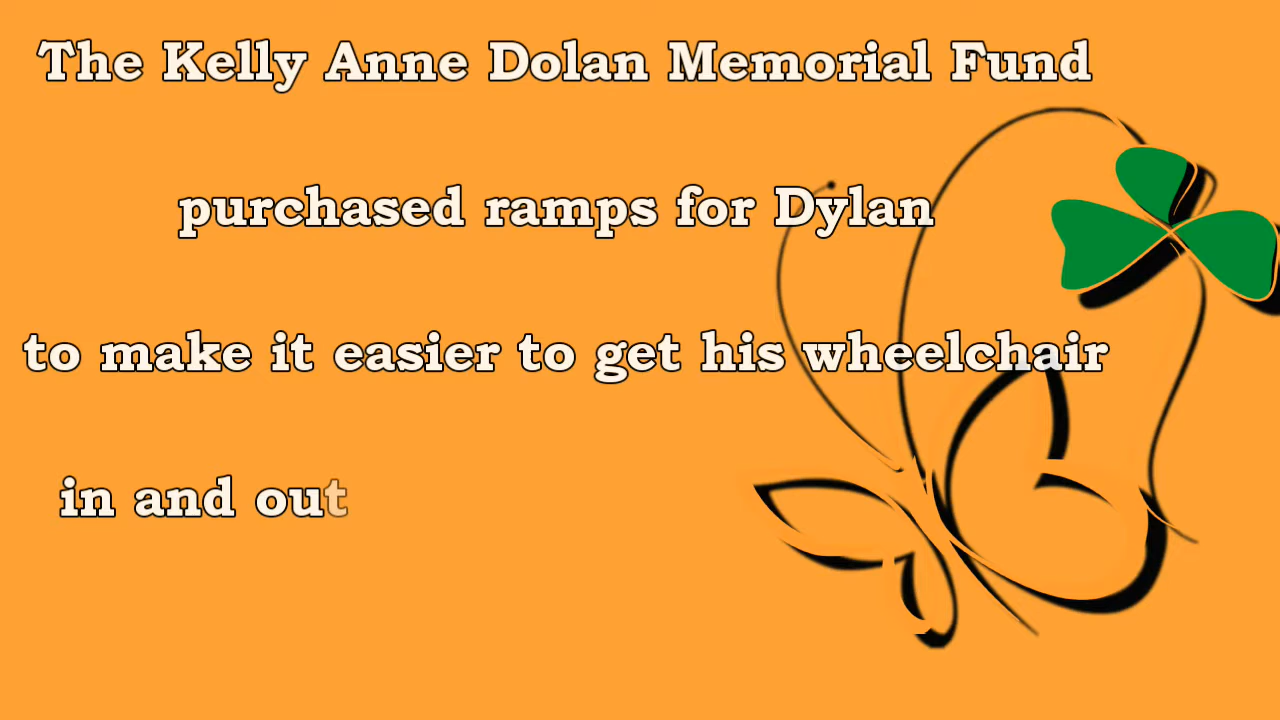 The Kelly Anne Dolan Memorial Fund
purchased ramps for Dylan
to make it easier to get his wheelchair
in and out